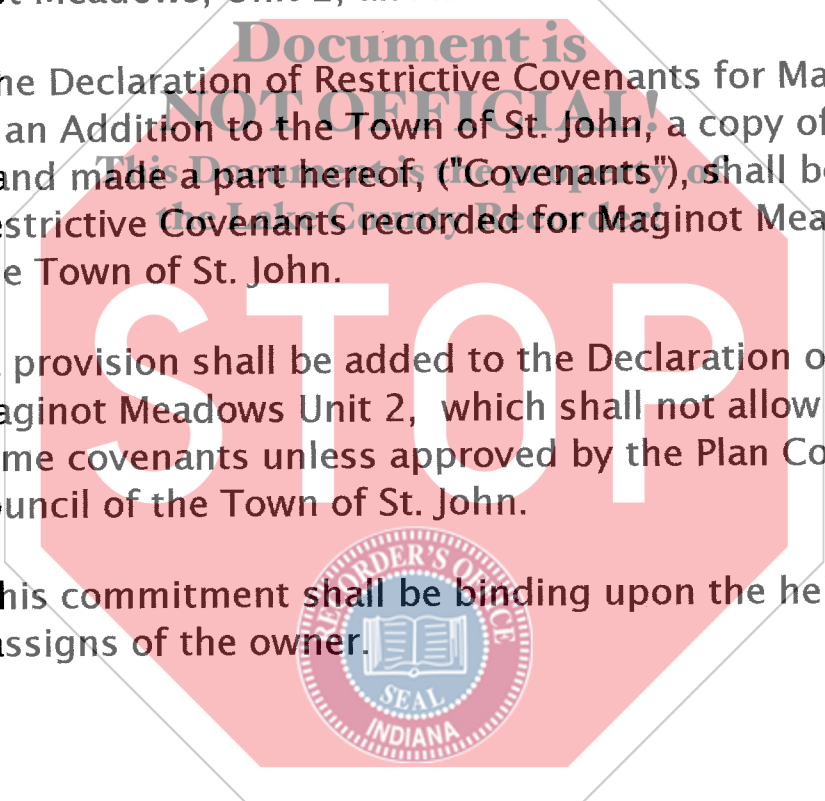 Meadows, Unit 2,
Document is
he Declaration of Restrictive Covenants for Ma
NOT OFFICIAL!
an Addition to the Town of St. John, a copy of
This Document is the property of
and made a part hereof, ("Covenants"), shall be
the Lake County Recorder!
estrictive Covenants recorded for Maginot Mea
e Town of St. John.
STOP
provision shall be added to the Declaration o
aginot Meadows Unit 2, which shall not allow
me covenants unless approved by the Plan Co
ouncil of the Town of St. John.
his commitment shall be binding upon the he
assigns of the owner.
RECORDER'S OFFICE
SEAL
INDIANA